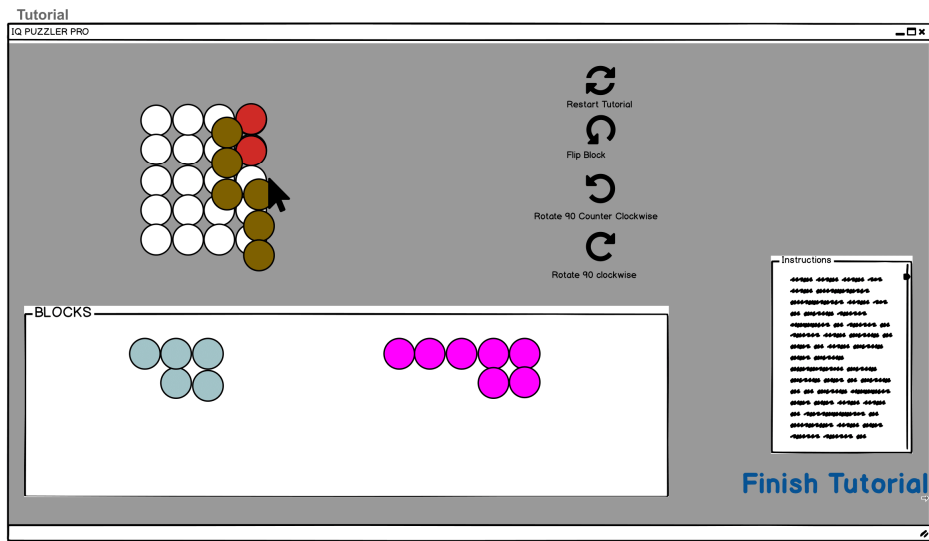 Tutorial
IQ PUZZLER PRO
Restart Tutorial
Flip Block
Rotate 90 Counter Clockwise
Rotate 90 clockwise
Instructions
BLOCKS
Finish Tutorial